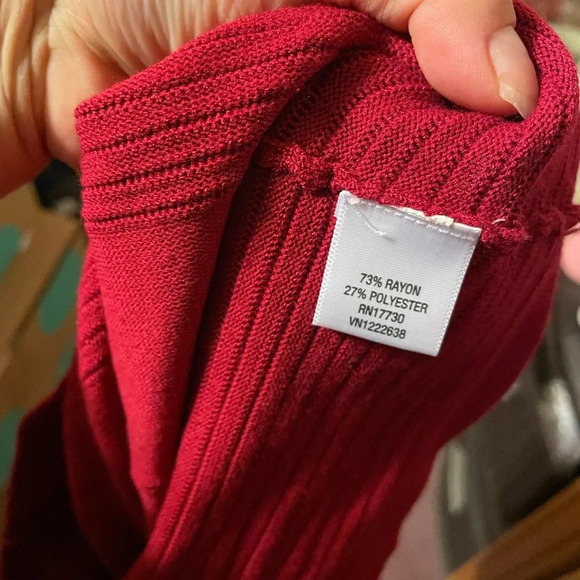 73% RAYON
27% POLYESTER
RN17730
VN1222638